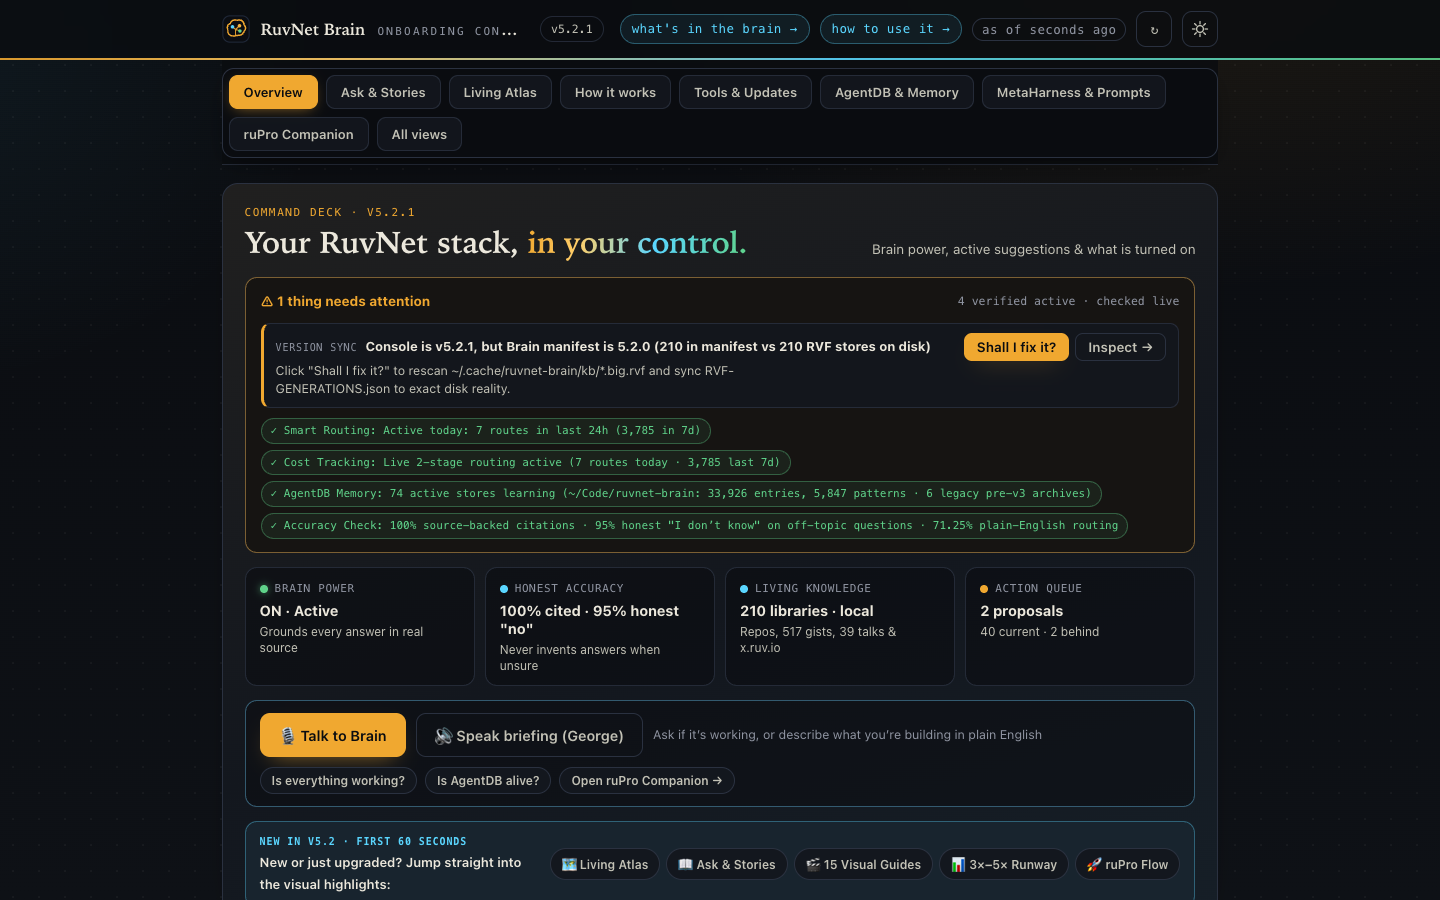 RuvNet Brain ONBOARDING CON... v5.2.1 what's in the brain → how to use it → as of seconds ago ↻
Overview Ask & Stories Living Atlas How it works Tools & Updates AgentDB & Memory MetaHarness & Prompts
ruPro Companion All views
COMMAND DECK · V5.2.1
Your RuvNet stack, in your control.
Brain power, active suggestions & what is turned on
⚠ 1 thing needs attention
4 verified active · checked live
VERSION SYNC Console is v5.2.1, but Brain manifest is 5.2.0 (210 in manifest vs 210 RVF stores on disk)
Shall I fix it? Inspect →
Click "Shall I fix it?" to rescan ~/.cache/ruvnet-brain/kb/*.big.rvf and sync RVF-
GENERATIONS.json to exact disk reality.
✓ Smart Routing: Active today: 7 routes in last 24h (3,785 in 7d)
✓ Cost Tracking: Live 2-stage routing active (7 routes today · 3,785 last 7d)
✓ AgentDB Memory: 74 active stores learning (~/Code/ruvnet-brain: 33,926 entries, 5,847 patterns · 6 legacy pre-v3 archives)
✓ Accuracy Check: 100% source-backed citations · 95% honest "I don't know" on off-topic questions · 71.25% plain-English routing
BRAIN POWER
ON · Active
Grounds every answer in real
source
HONEST ACCURACY
100% cited · 95% honest
"no"
Never invents answers when
unsure
LIVING KNOWLEDGE
210 libraries · local
Repos, 517 gists, 39 talks &
x.ruv.io
ACTION QUEUE
2 proposals
40 current · 2 behind
🎙️ Talk to Brain 🔊 Speak briefing (George) Ask if it's working, or describe what you're building in plain English
Is everything working? Is AgentDB alive? Open ruPro Companion →
NEW IN V5.2 · FIRST 60 SECONDS
New or just upgraded? Jump straight into
the visual highlights:
🗺️ Living Atlas 📖 Ask & Stories 🎬 15 Visual Guides 📊 3×–5× Runway 🚀 ruPro Flow